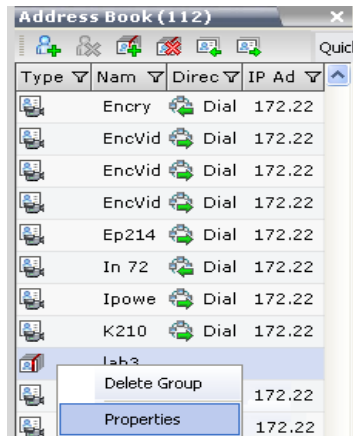 Address Book (112)
Quic
Type Nam Direc IP Ad
Encry Dial 172.22
EncVid Dial 172.22
EncVid Dial 172.22
EncVid Dial 172.22
Ep214 Dial 172.22
In 72 Dial 172.22
Ipowe Dial 172.22
K210 Dial 172.22
lab3
Delete Group
172.22
Properties
172.22